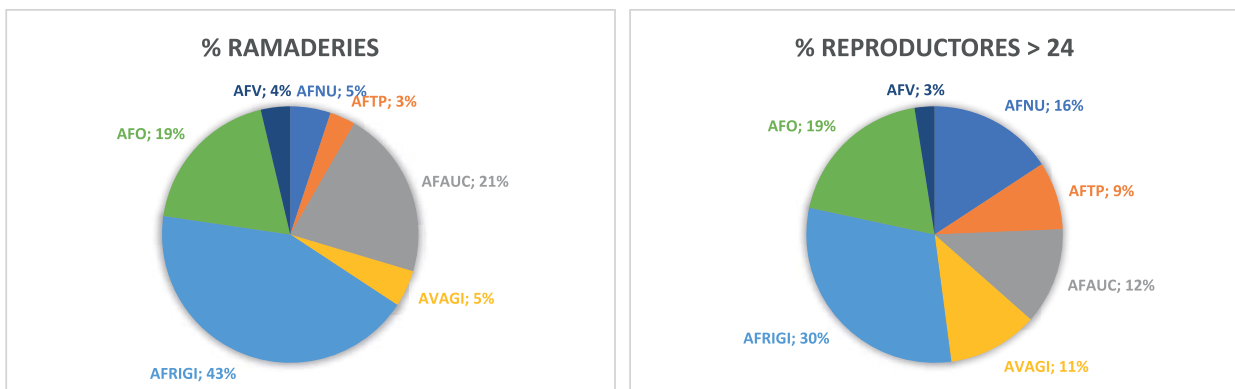 % RAMADERIES
AFV; 4%
AFNU; 5%
AFTP; 3%
AFO; 19%
AFAUC; 21%
AVAGI; 5%
AFRIGI; 43%
% REPRODUCTORES > 24
AFV; 3%
AFNU; 16%
AFO; 19%
AFTP; 9%
AFAUC; 12%
AFRIGI; 30%
AVAGI; 11%